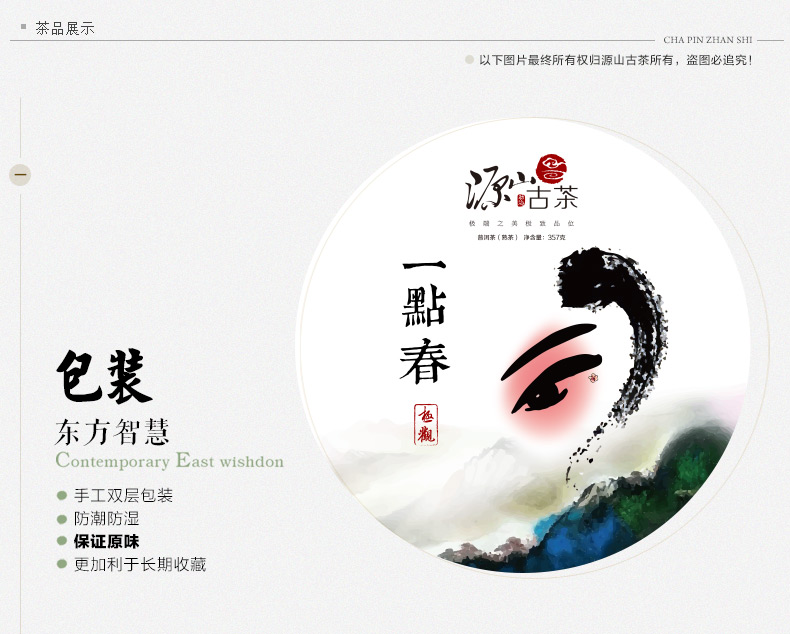 茶品展示
CHA PIN ZHAN SHI
以下图片最终所有权归源山古茶所有，盗图必追究！
源山古茶
极簡之美极致品位
普洱茶（熟茶） 净含量：357克
一點春
極觀
包装
东方智慧
Contemporary East wishdon
手工双层包装
防潮防湿
保证原味
更加利于长期收藏